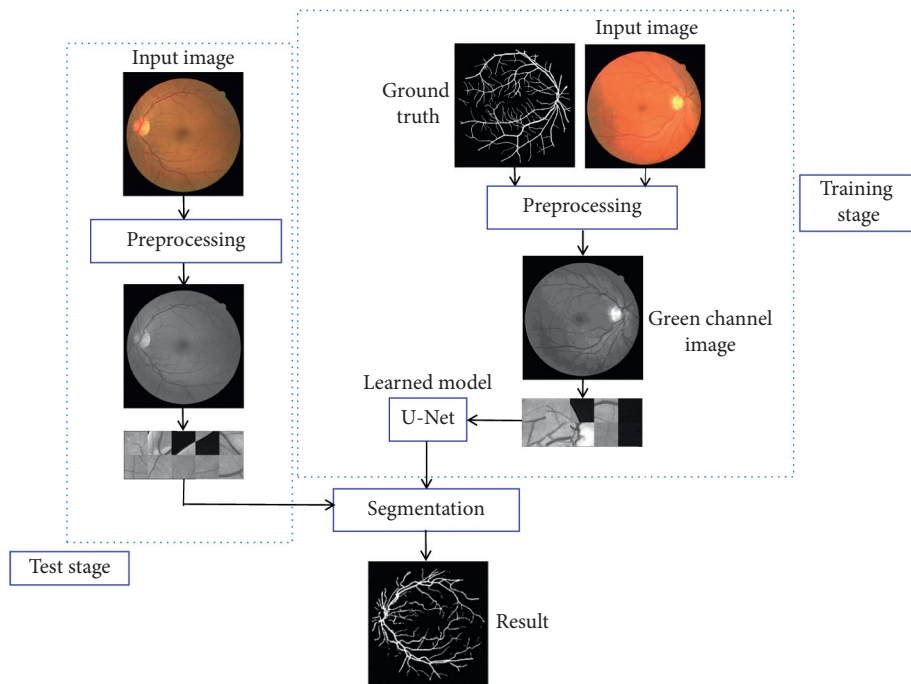 Input image
Input image
Ground
truth
Training
stage
Preprocessing
Preprocessing
Green channel
image
Learned model
U-Net
Segmentation
Test stage
Result